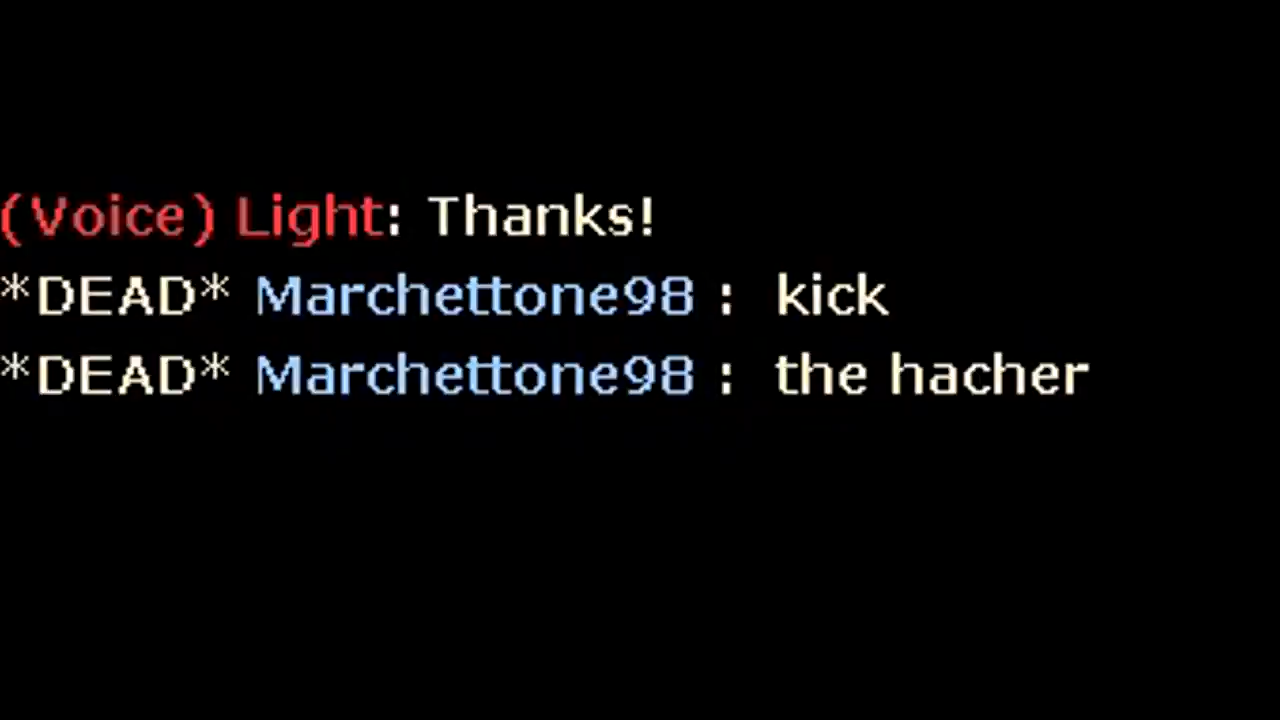 (Voice) Light: Thanks!
*DEAD* Marchettone98 :  kick
*DEAD* Marchettone98 :  the hacher